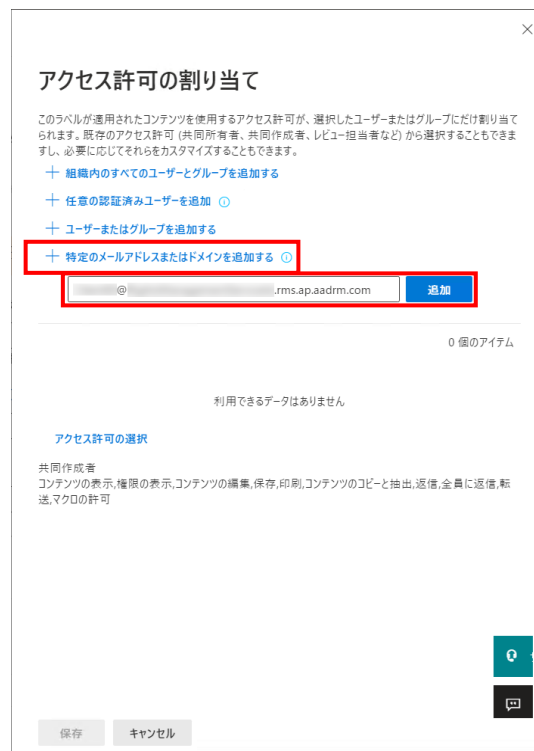 アクセス許可の割り当て
このラベルが適用されたコンテンツを使用するアクセス許可が、選択したユーザーまたはグループにだけ割り当て
られます。既存のアクセス許可 (共同所有者、共同作成者、レビュー担当者など) から選択することもできま
すし、必要に応じてそれらをカスタマイズすることもできます。
+ 組織内のすべてのユーザーとグループを追加する
+ 任意の認証済みユーザーを追加
+ ユーザーまたはグループを追加する
+ 特定のメールアドレスまたはドメインを追加する
@ .rms.ap.aadrm.com 追加
0 個のアイテム
利用できるデータはありません
アクセス許可の選択
共同作成者
コンテンツの表示,権限の表示,コンテンツの編集,保存,印刷,コンテンツのコピーと抽出,返信,全員に返信,転
送,マクロの許可
保存 キャンセル